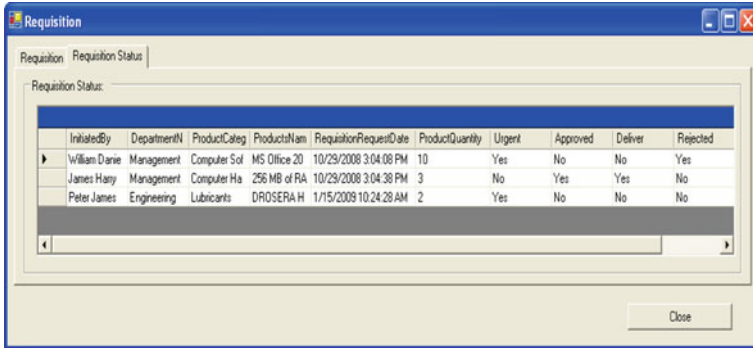 Requisition
Requisition Requisition Status
Requisition Status:
InitiatedBy DepartmentN ProductCateg ProductsNam RequisitionRequestDate ProductQuantity Urgent Approved Deliver Rejected
William Danie Management Computer Sof MS Office 20 10/29/2008 3:04:08 PM 10 Yes No No Yes
James Harry Management Computer Ha 256 MB of RA 10/29/2008 3:04:38 PM 3 No Yes Yes No
Peter James Engineering Lubricants DROSERA H 1/15/2009 10:24:28 AM 2 Yes No No No
Close